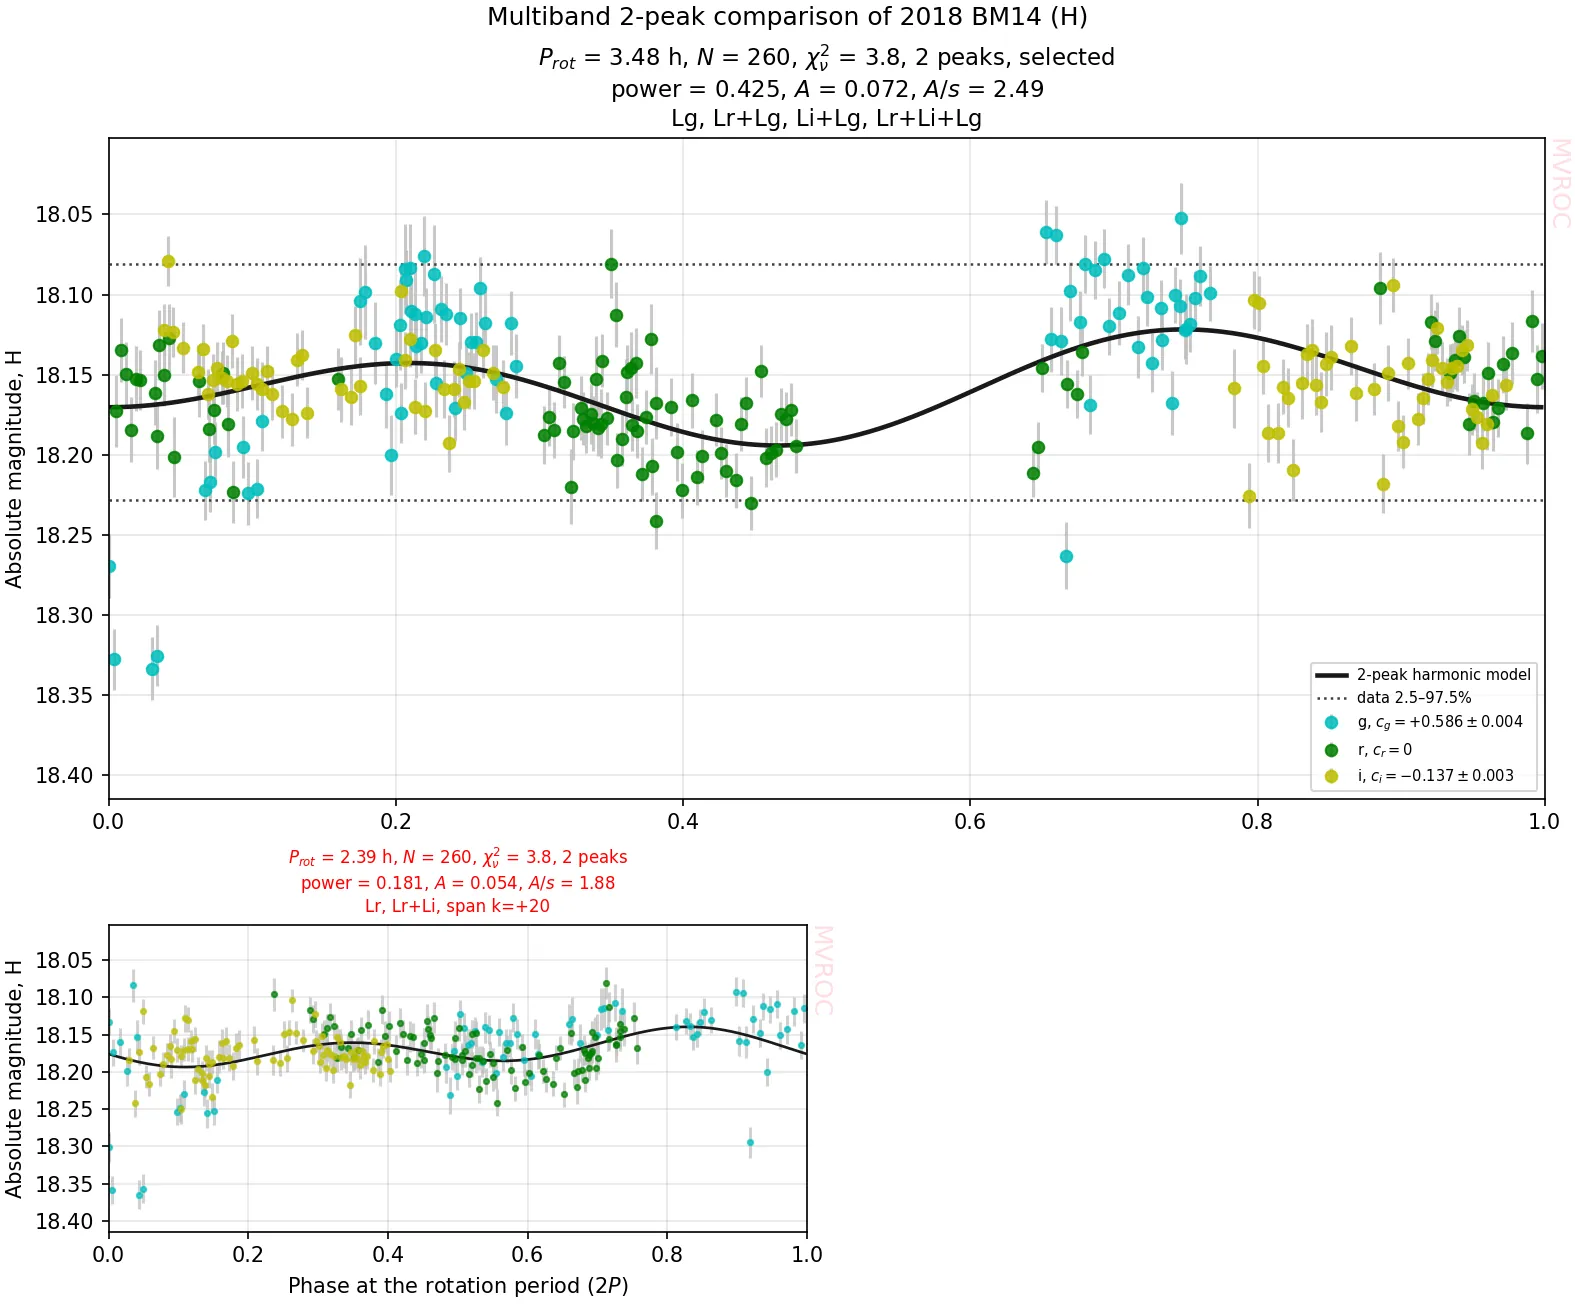 Multiband 2-peak comparison of 2018 BM14 (H)
P_rot = 3.48 h, N = 260, χ²_ν = 3.8, 2 peaks, selected
power = 0.425, A = 0.072, A/s = 2.49
Lg, Lr+Lg, Li+Lg, Lr+Li+Lg
MVROC
Absolute magnitude, H
18.05
18.10
18.15
18.20
18.25
18.30
18.35
18.40
2-peak harmonic model
data 2.5–97.5%
g, c_g = +0.586 ± 0.004
r, c_r = 0
i, c_i = −0.137 ± 0.003
0.0 0.2 0.4 0.6 0.8 1.0
P_rot = 2.39 h, N = 260, χ²_ν = 3.8, 2 peaks
power = 0.181, A = 0.054, A/s = 1.88
Lr, Lr+Li, span k=+20
MVROC
Absolute magnitude, H
18.05
18.10
18.15
18.20
18.25
18.30
18.35
18.40
0.0 0.2 0.4 0.6 0.8 1.0
Phase at the rotation period (2P)